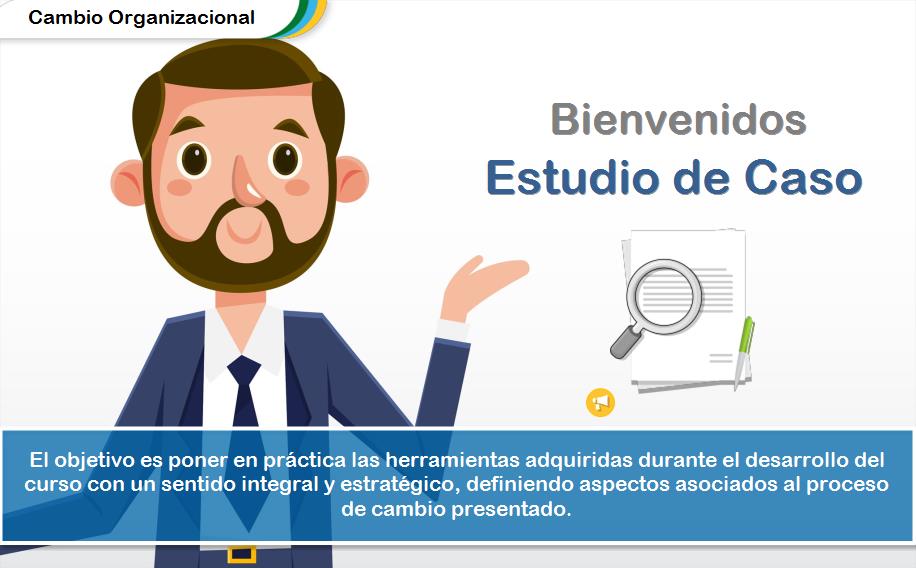 Cambio Organizacional
Bienvenidos
Estudio de Caso
El objetivo es poner en práctica las herramientas adquiridas durante el desarrollo del
curso con un sentido integral y estratégico, definiendo aspectos asociados al proceso
de cambio presentado.